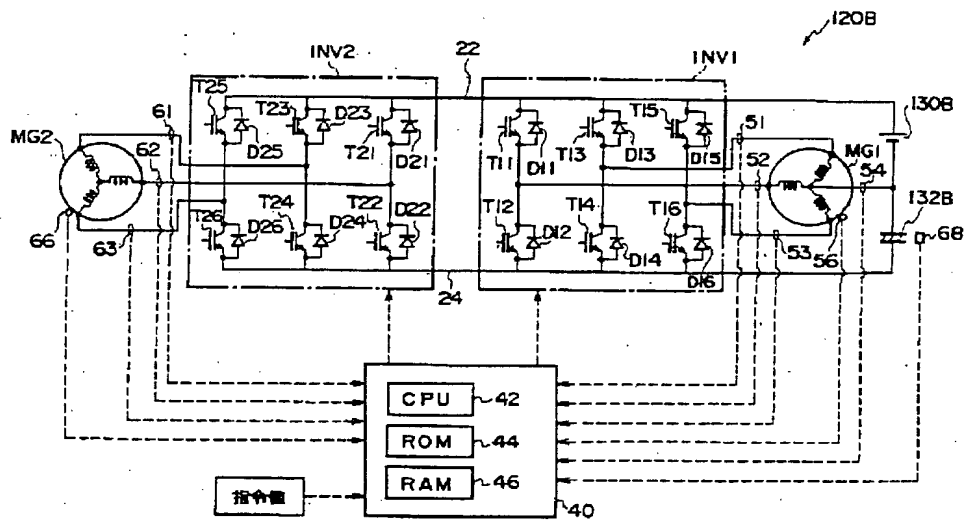 120B
INV2
22
INV1
T25
T23
D23
T21
D25
D21
61
MG2
62
T26
D26
T24
D24
T22
D22
66
63
24
T11
D11
T13
D13
T15
D15
51
52
MG1
54
130B
T12
D12
T14
D14
T16
D16
53
56
132B
68
CPU
42
ROM
44
RAM
46
指令値
40